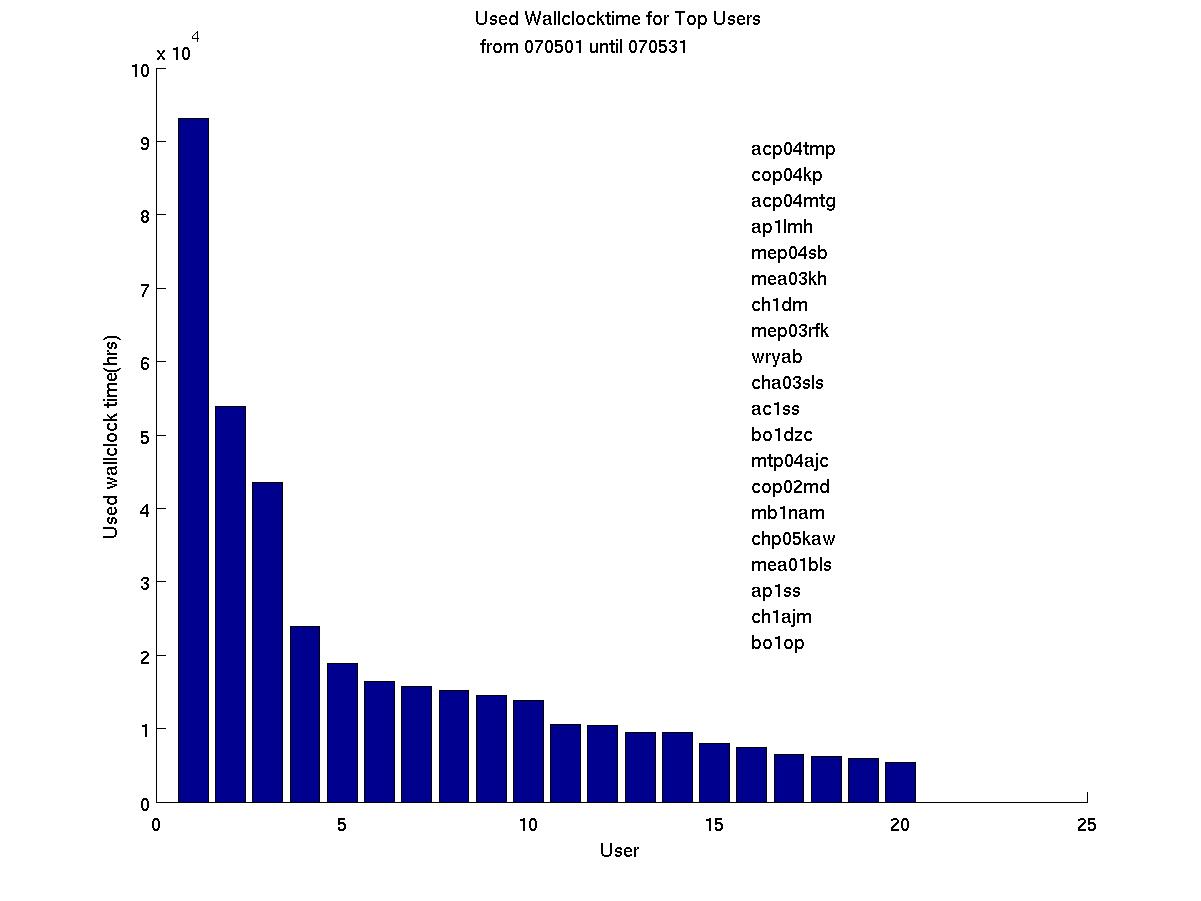 Used Wallclocktime for Top Users
from 070501 until 070531
x 10^4
10
9
8
7
6
5
4
3
2
1
0
Used wallclock time(hrs)
acp04tmp
cop04kp
acp04mtg
ap1lmh
mep04sb
mea03kh
ch1dm
mep03rfk
wryab
cha03sls
ac1ss
bo1dzc
mtp04ajc
cop02md
mb1nam
chp05kaw
mea01bls
ap1ss
ch1ajm
bo1op
0 5 10 15 20 25
User